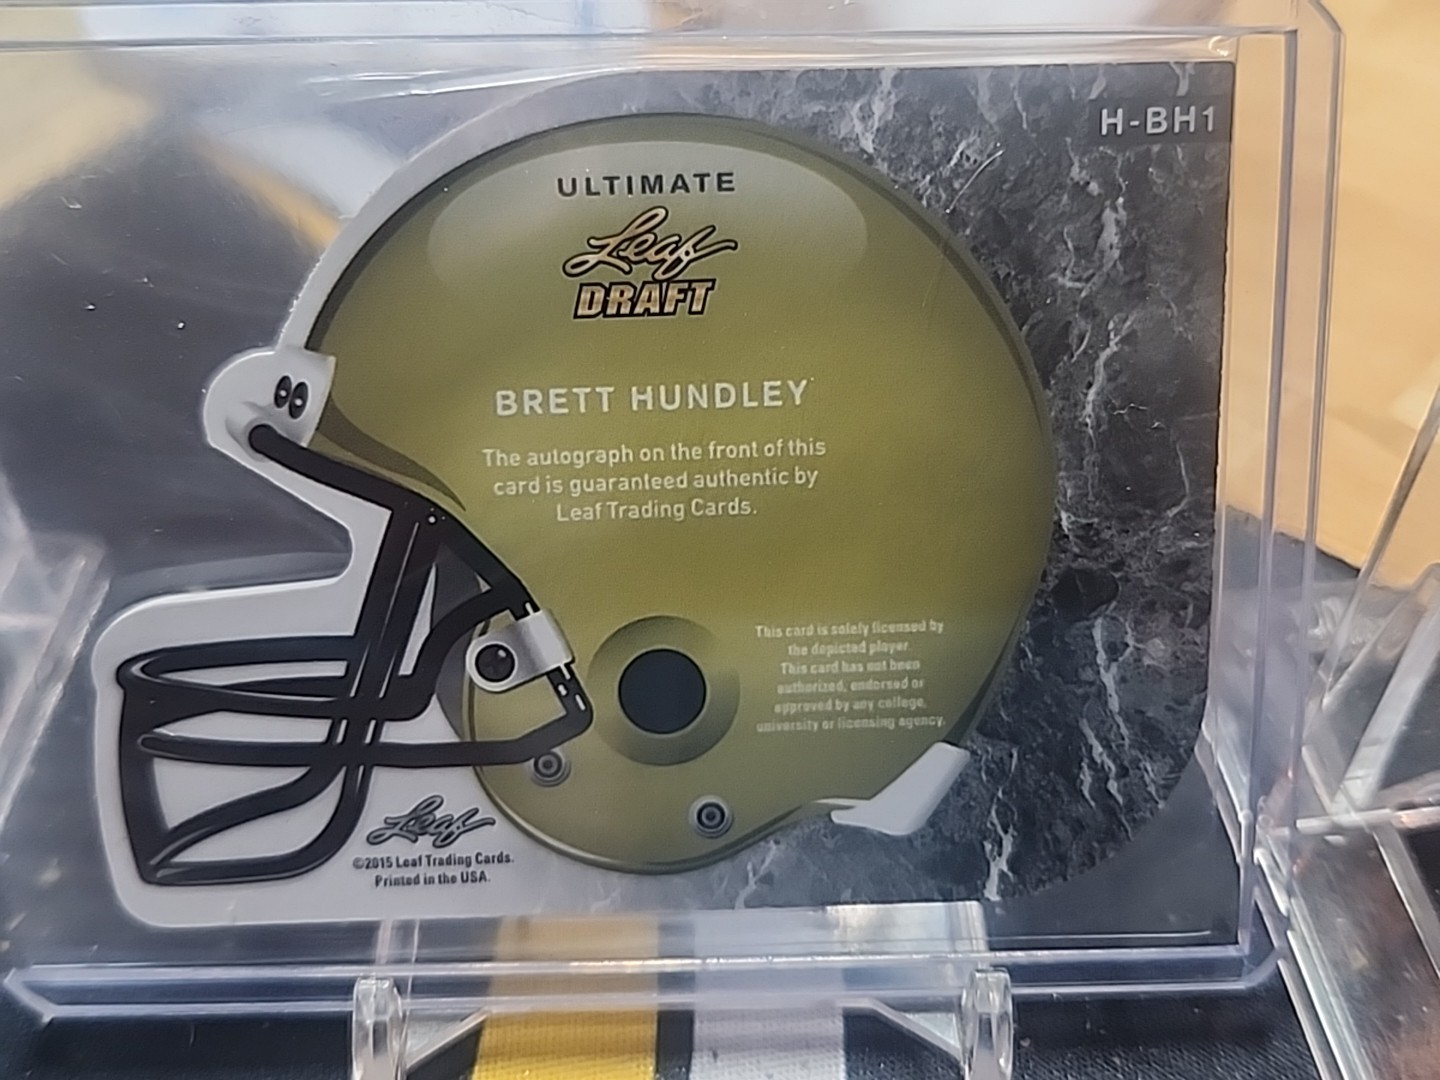 H-BH1
ULTIMATE
Leaf
DRAFT
BRETT HUNDLEY
The autograph on the front of this
card is guaranteed authentic by
Leaf Trading Cards.
This card is solely licensed by
the depicted player.
This card has not been
authorized, endorsed or
approved by any college,
university or licensing agency.
Leaf
©2015 Leaf Trading Cards.
Printed in the USA.